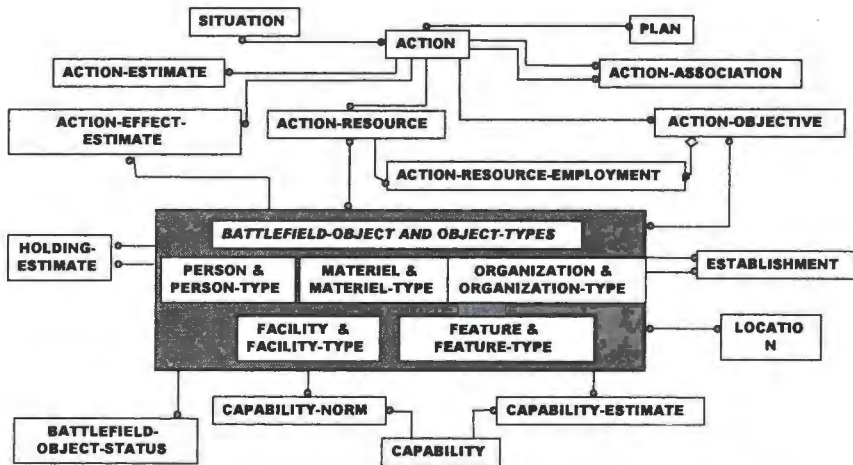 SITUATION
PLAN
ACTION
ACTION-ESTIMATE
ACTION-ASSOCIATION
ACTION-EFFECT-
ESTIMATE
ACTION-RESOURCE
ACTION-OBJECTIVE
ACTION-RESOURCE-EMPLOYMENT
BATTLEFIELD-OBJECT AND OBJECT-TYPES
HOLDING-
ESTIMATE
PERSON &
PERSON-TYPE
MATERIEL &
MATERIEL-TYPE
ORGANIZATION &
ORGANIZATION-TYPE
ESTABLISHMENT
FACILITY &
FACILITY-TYPE
FEATURE &
FEATURE-TYPE
LOCATIO
N
CAPABILITY-NORM
CAPABILITY-ESTIMATE
BATTLEFIELD-
OBJECT-STATUS
CAPABILITY